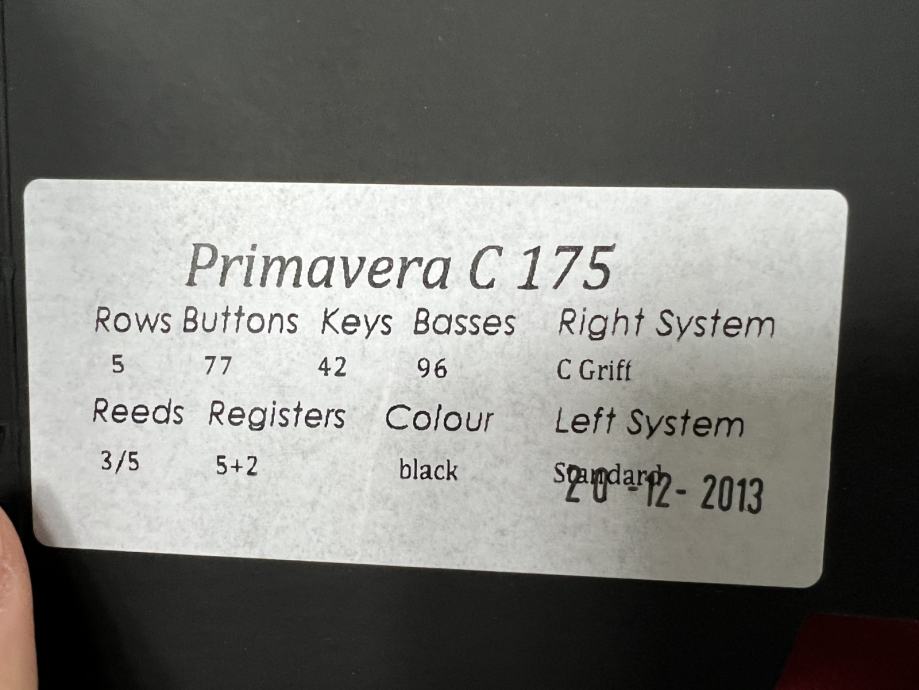 Primavera C 175
Rows Buttons Keys Basses Right System
5 77 42 96 C Griff
Reeds Registers Colour Left System
3/5 5+2 black Standard
20-12-2013